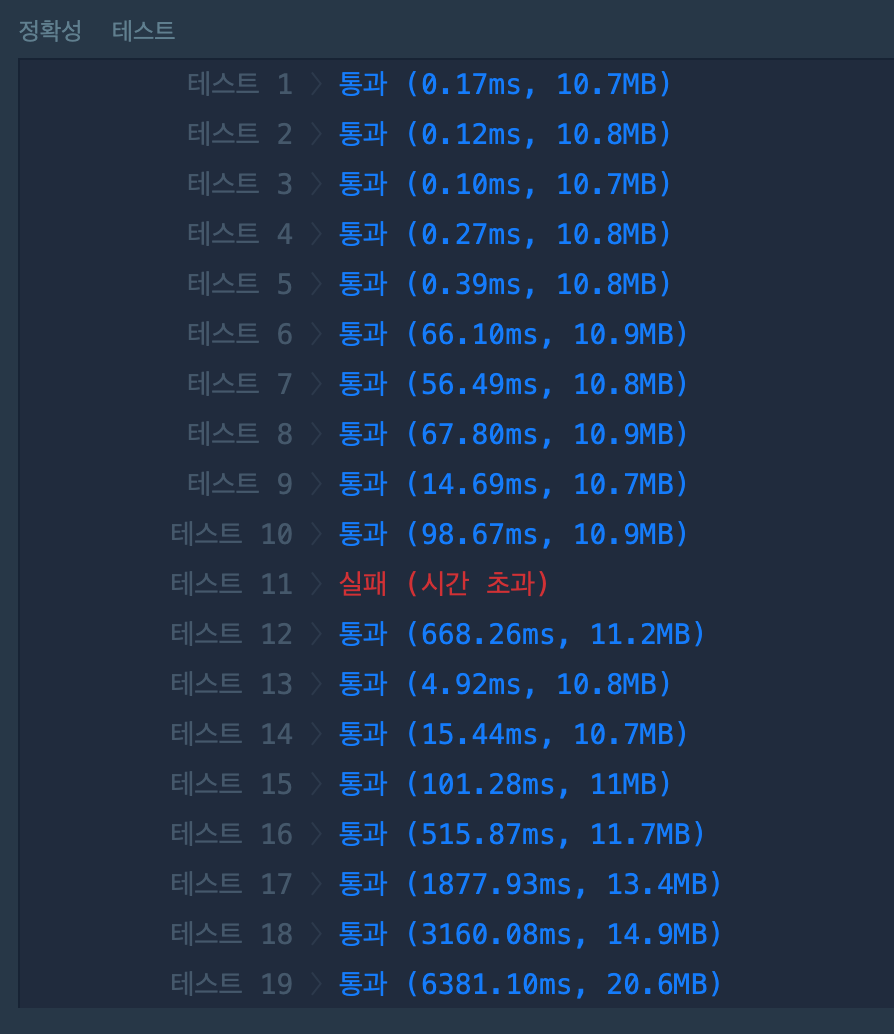 정확성 테스트
테스트 1 〉 통과 (0.17ms, 10.7MB)
테스트 2 〉 통과 (0.12ms, 10.8MB)
테스트 3 〉 통과 (0.10ms, 10.7MB)
테스트 4 〉 통과 (0.27ms, 10.8MB)
테스트 5 〉 통과 (0.39ms, 10.8MB)
테스트 6 〉 통과 (66.10ms, 10.9MB)
테스트 7 〉 통과 (56.49ms, 10.8MB)
테스트 8 〉 통과 (67.80ms, 10.9MB)
테스트 9 〉 통과 (14.69ms, 10.7MB)
테스트 10 〉 통과 (98.67ms, 10.9MB)
테스트 11 〉 실패 (시간 초과)
테스트 12 〉 통과 (668.26ms, 11.2MB)
테스트 13 〉 통과 (4.92ms, 10.8MB)
테스트 14 〉 통과 (15.44ms, 10.7MB)
테스트 15 〉 통과 (101.28ms, 11MB)
테스트 16 〉 통과 (515.87ms, 11.7MB)
테스트 17 〉 통과 (1877.93ms, 13.4MB)
테스트 18 〉 통과 (3160.08ms, 14.9MB)
테스트 19 〉 통과 (6381.10ms, 20.6MB)